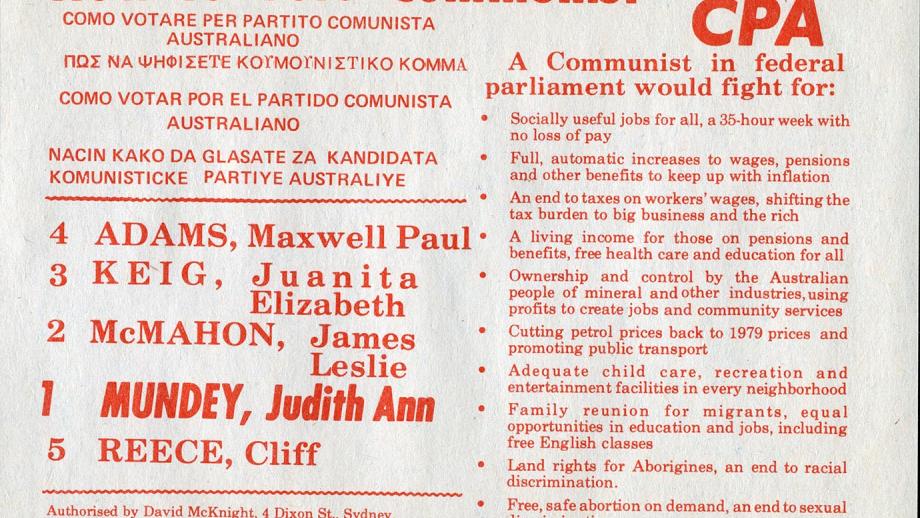 COMO VOTARE PER PARTITO COMUNISTA
AUSTRALIANO
ΠΩΣ ΝΑ ΨΗΦΙΣΕΤΕ ΚΟΥΜΟΥΝΙΣΤΙΚΟ ΚΟΜΜΑ
COMO VOTAR POR EL PARTIDO COMUNISTA
AUSTRALIANO
NACIN KAKO DA GLASATE ZA KANDIDATA
KOMUNISTICKE PARTIYE AUSTRALIYE
4 ADAMS, Maxwell Paul
3 KEIG, Juanita
Elizabeth
2 McMAHON, James
Leslie
1 MUNDEY, Judith Ann
5 REECE, Cliff
Authorised by David McKnight, 4 Dixon St., Sydney
CPA
A Communist in federal
parliament would fight for:
• Socially useful jobs for all, a 35-hour week with
no loss of pay
• Full, automatic increases to wages, pensions
and other benefits to keep up with inflation
• An end to taxes on workers' wages, shifting the
tax burden to big business and the rich
• A living income for those on pensions and
benefits, free health care and education for all
• Ownership and control by the Australian
people of mineral and other industries, using
profits to create jobs and community services
• Cutting petrol prices back to 1979 prices and
promoting public transport
• Adequate child care, recreation and
entertainment facilities in every neighborhood
• Family reunion for migrants, equal
opportunities in education and jobs, including
free English classes
• Land rights for Aborigines, an end to racial
discrimination.
• Free, safe abortion on demand, an end to sexual